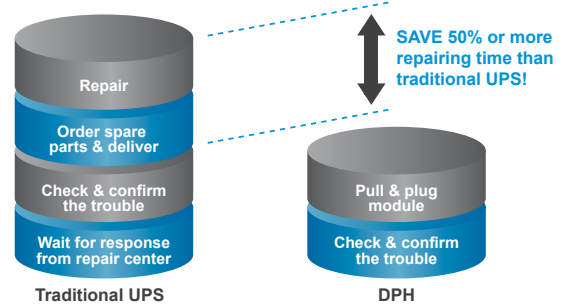 SAVE 50% or more
repairing time than
traditional UPS!
Repair
Order spare
parts & deliver
Check & confirm
the trouble
Wait for response
from repair center
Traditional UPS
Pull & plug
module
Check & confirm
the trouble
DPH